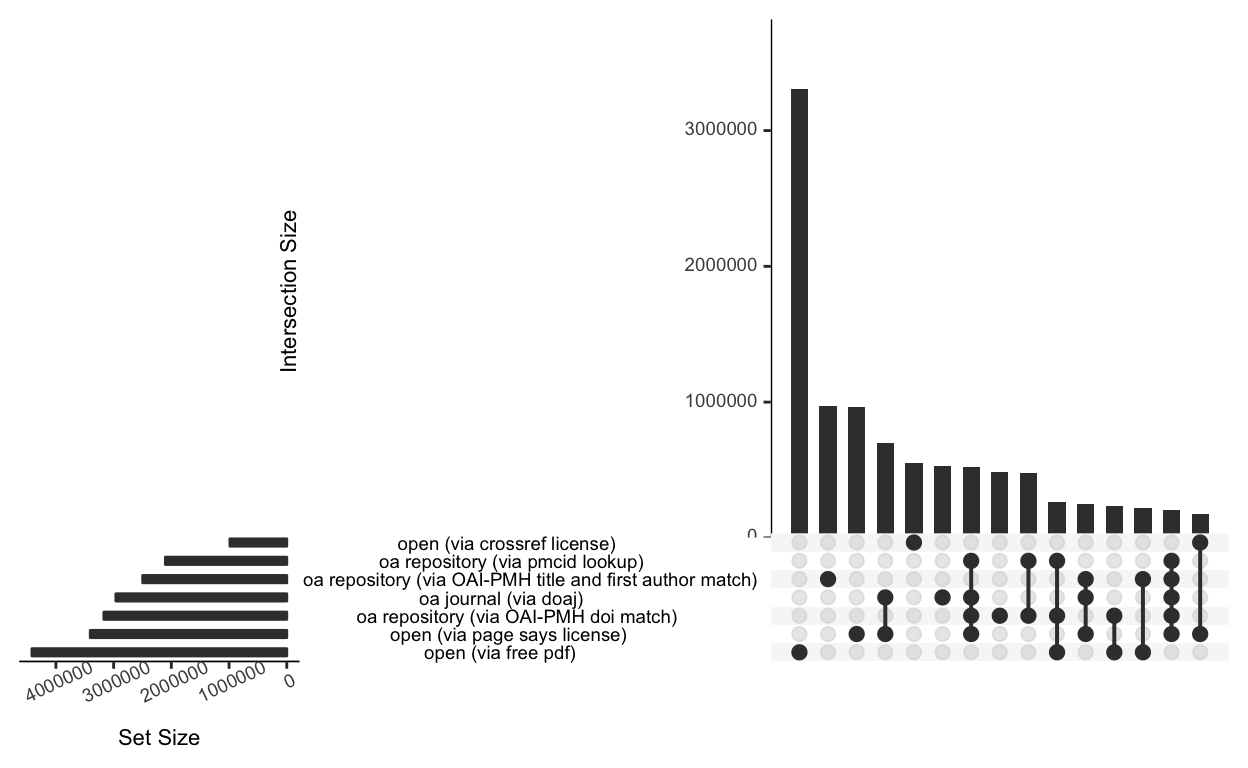 3000000
2000000
1000000
0
Intersection Size
open (via crossref license)
oa repository (via pmcid lookup)
oa repository (via OAI-PMH title and first author match)
oa journal (via doaj)
oa repository (via OAI-PMH doi match)
open (via page says license)
open (via free pdf)
4000000 3000000 2000000 1000000 0
Set Size